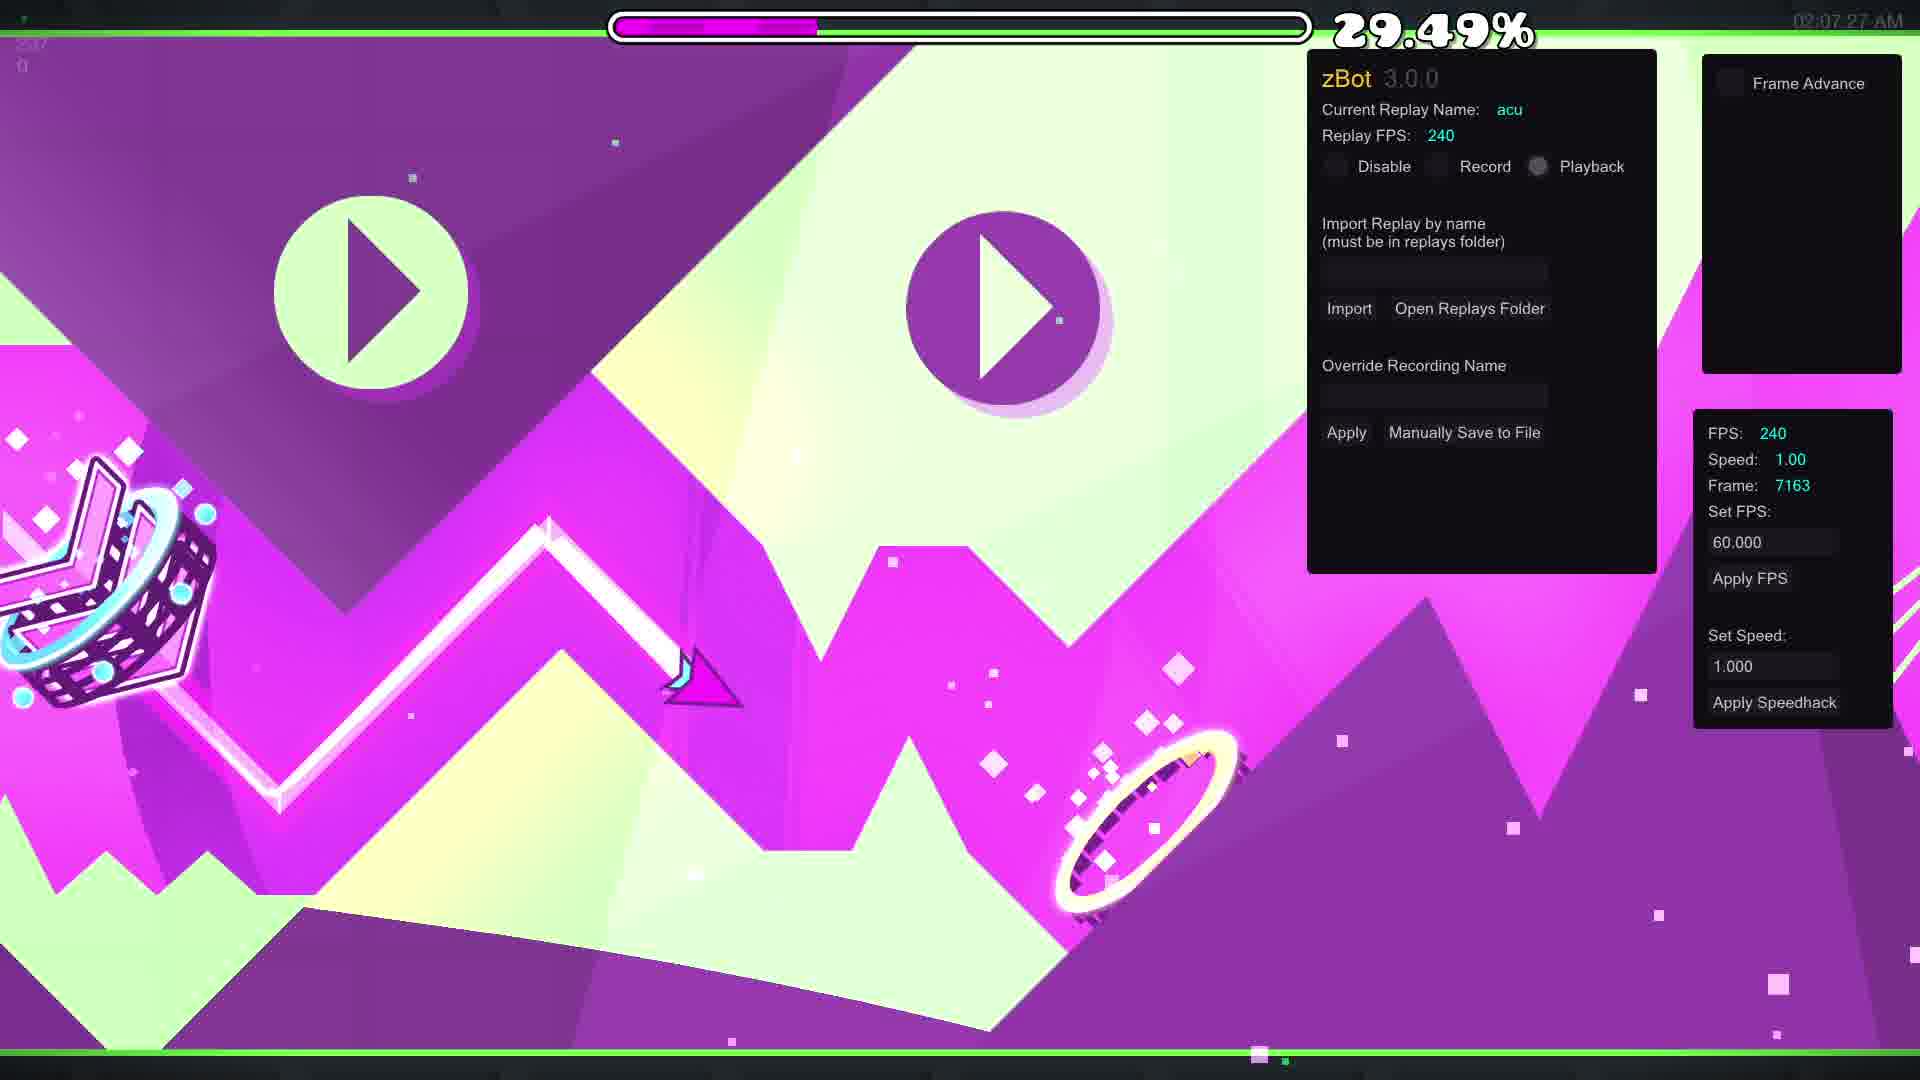 29.49%
02:07.27 AM
237
0
zBot 3.0.0
Current Replay Name: acu
Replay FPS: 240
Disable Record Playback
Import Replay by name
(must be in replays folder)
Import Open Replays Folder
Override Recording Name
Apply Manually Save to File
Frame Advance
FPS: 240
Speed: 1.00
Frame: 7163
Set FPS:
60.000
Apply FPS
Set Speed:
1.000
Apply Speedhack